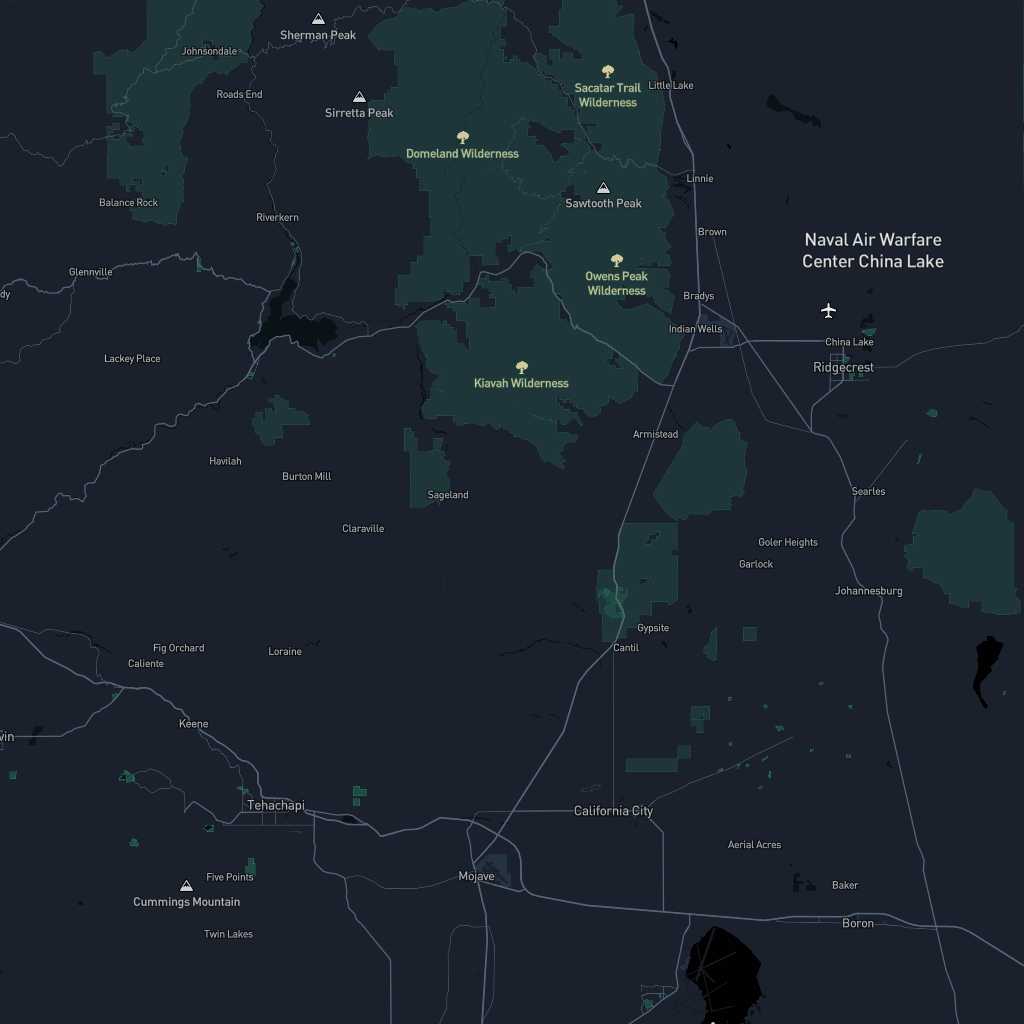 Sherman Peak
Johnsondale
Sacatar Trail
Wilderness
Little Lake
Roads End
Sirretta Peak
Domeland Wilderness
Linnie
Balance Rock
Sawtooth Peak
Riverkern
Brown
Naval Air Warfare
Center China Lake
Glennville
Owens Peak
Wilderness
dy
Bradys
Indian Wells
China Lake
Lackey Place
Ridgecrest
Kiavah Wilderness
Armistead
Havilah
Burton Mill
Sageland
Searles
Claraville
Goler Heights
Garlock
Johannesburg
Gypsite
Fig Orchard
Loraine
Cantil
Caliente
Keene
vin
Tehachapi
California City
Aerial Acres
Five Points
Mojave
Baker
Cummings Mountain
Boron
Twin Lakes